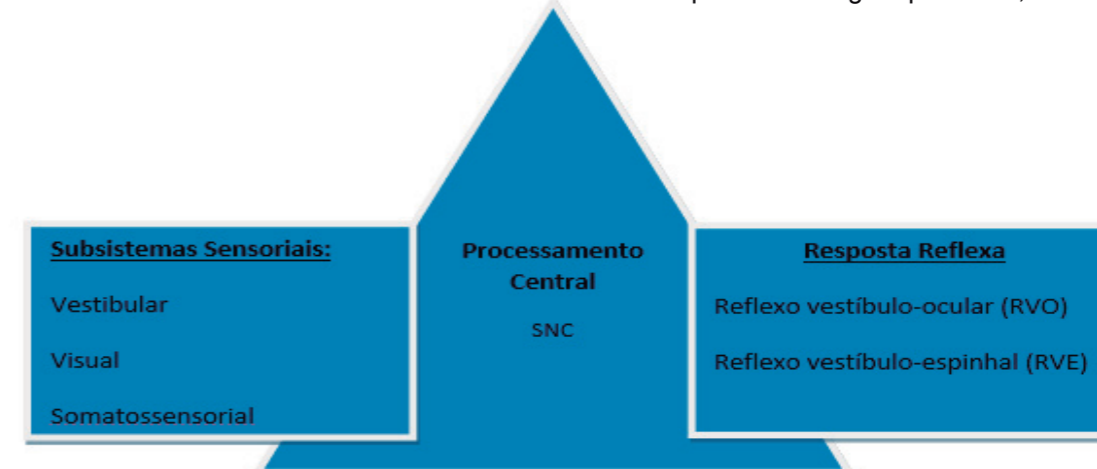 Subsistemas Sensoriais:
Vestibular
Visual
Somatossensorial
Processamento
Central
SNC
Resposta Reflexa
Reflexo vestíbulo-ocular (RVO)
Reflexo vestíbulo-espinhal (RVE)